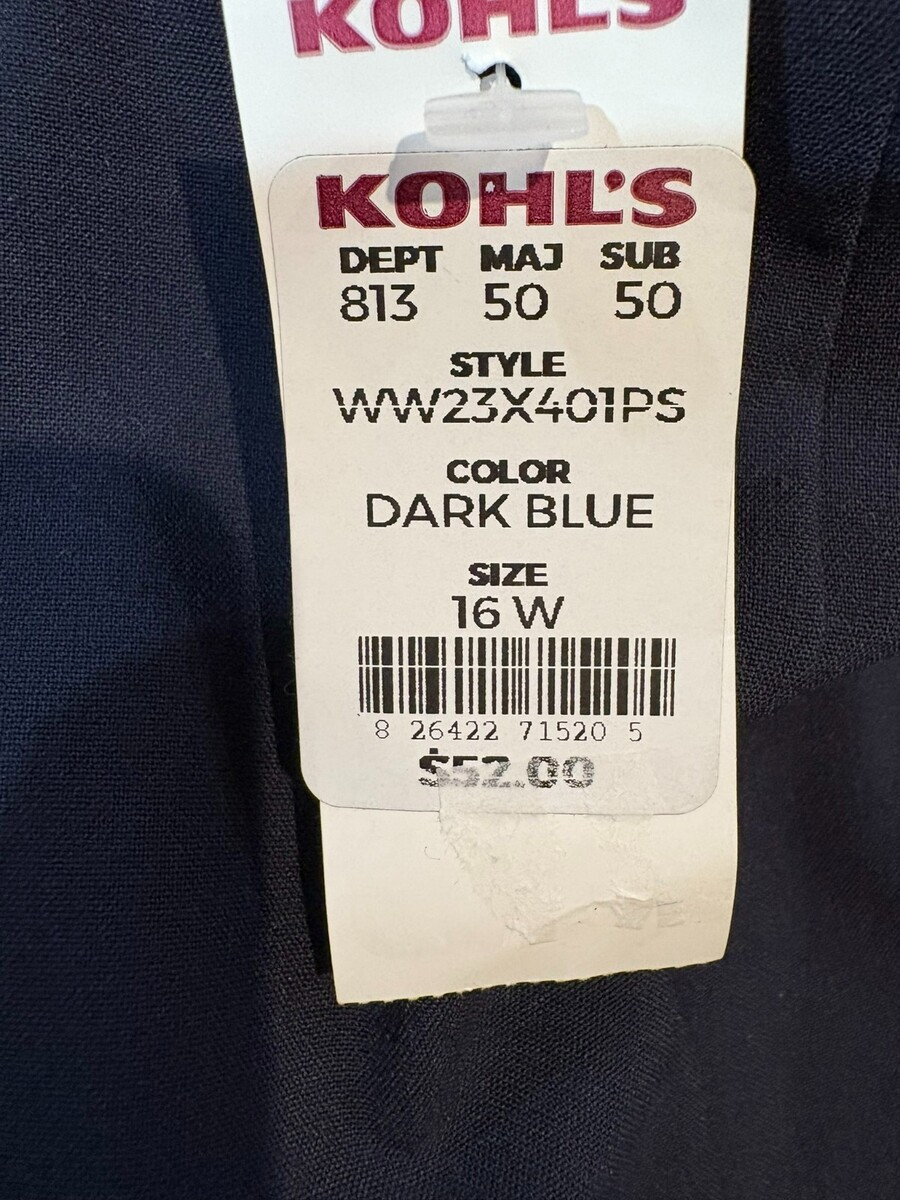 KOHL'S
KOHL'S
DEPT MAJ SUB
813 50 50
STYLE
WW23X401PS
COLOR
DARK BLUE
SIZE
16 W
8 26422 71520 5
$52.00